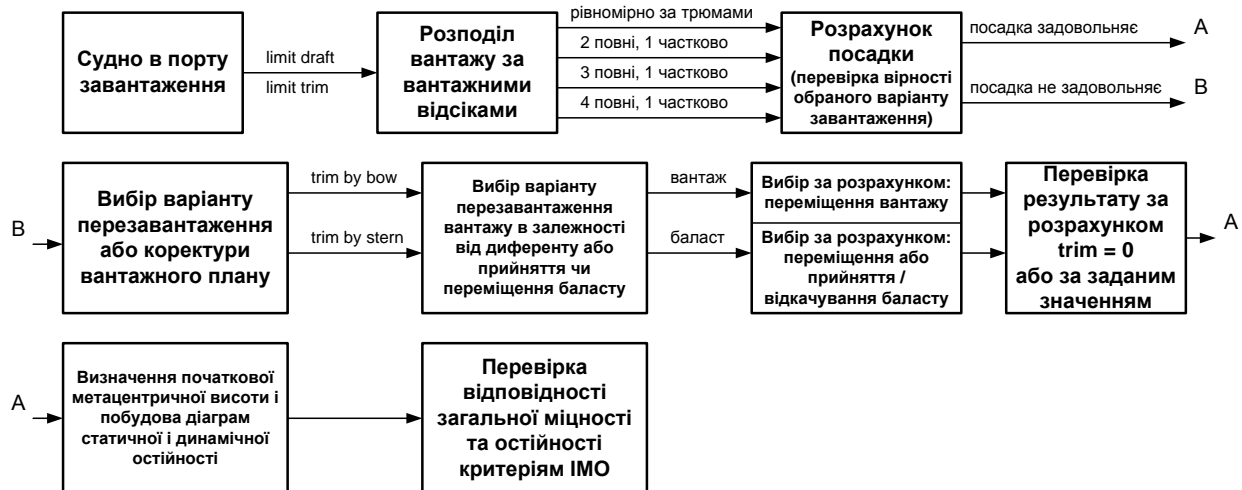 Судно в порту
завантаження
limit draft
limit trim
Розподіл
вантажу за
вантажними
відсіками
рівномірно за трюмами
2 повні, 1 частково
3 повні, 1 частково
4 повні, 1 частково
Розрахунок
посадки
(перевірка вірності
обраного варіанту
завантаження)
посадка задовольняє
A
посадка не задовольняє
B
B
Вибір варіанту
перезавантаження
або коректури
вантажного плану
trim by bow
trim by stern
Вибір варіанту
перезавантаження
вантажу в залежності
від диференту або
прийняття чи
переміщення баласту
вантаж
баласт
Вибір за розрахунком:
переміщення вантажу
Вибір за розрахунком:
переміщення або
прийняття /
відкачування баласту
Перевірка
результату за
розрахунком
trim = 0
або за заданим
значенням
A
A
Визначення початкової
метацентричної висоти і
побудова діаграм
статичної і динамічної
остійності
Перевірка
відповідності
загальної міцності
та остійності
критеріям ІМО